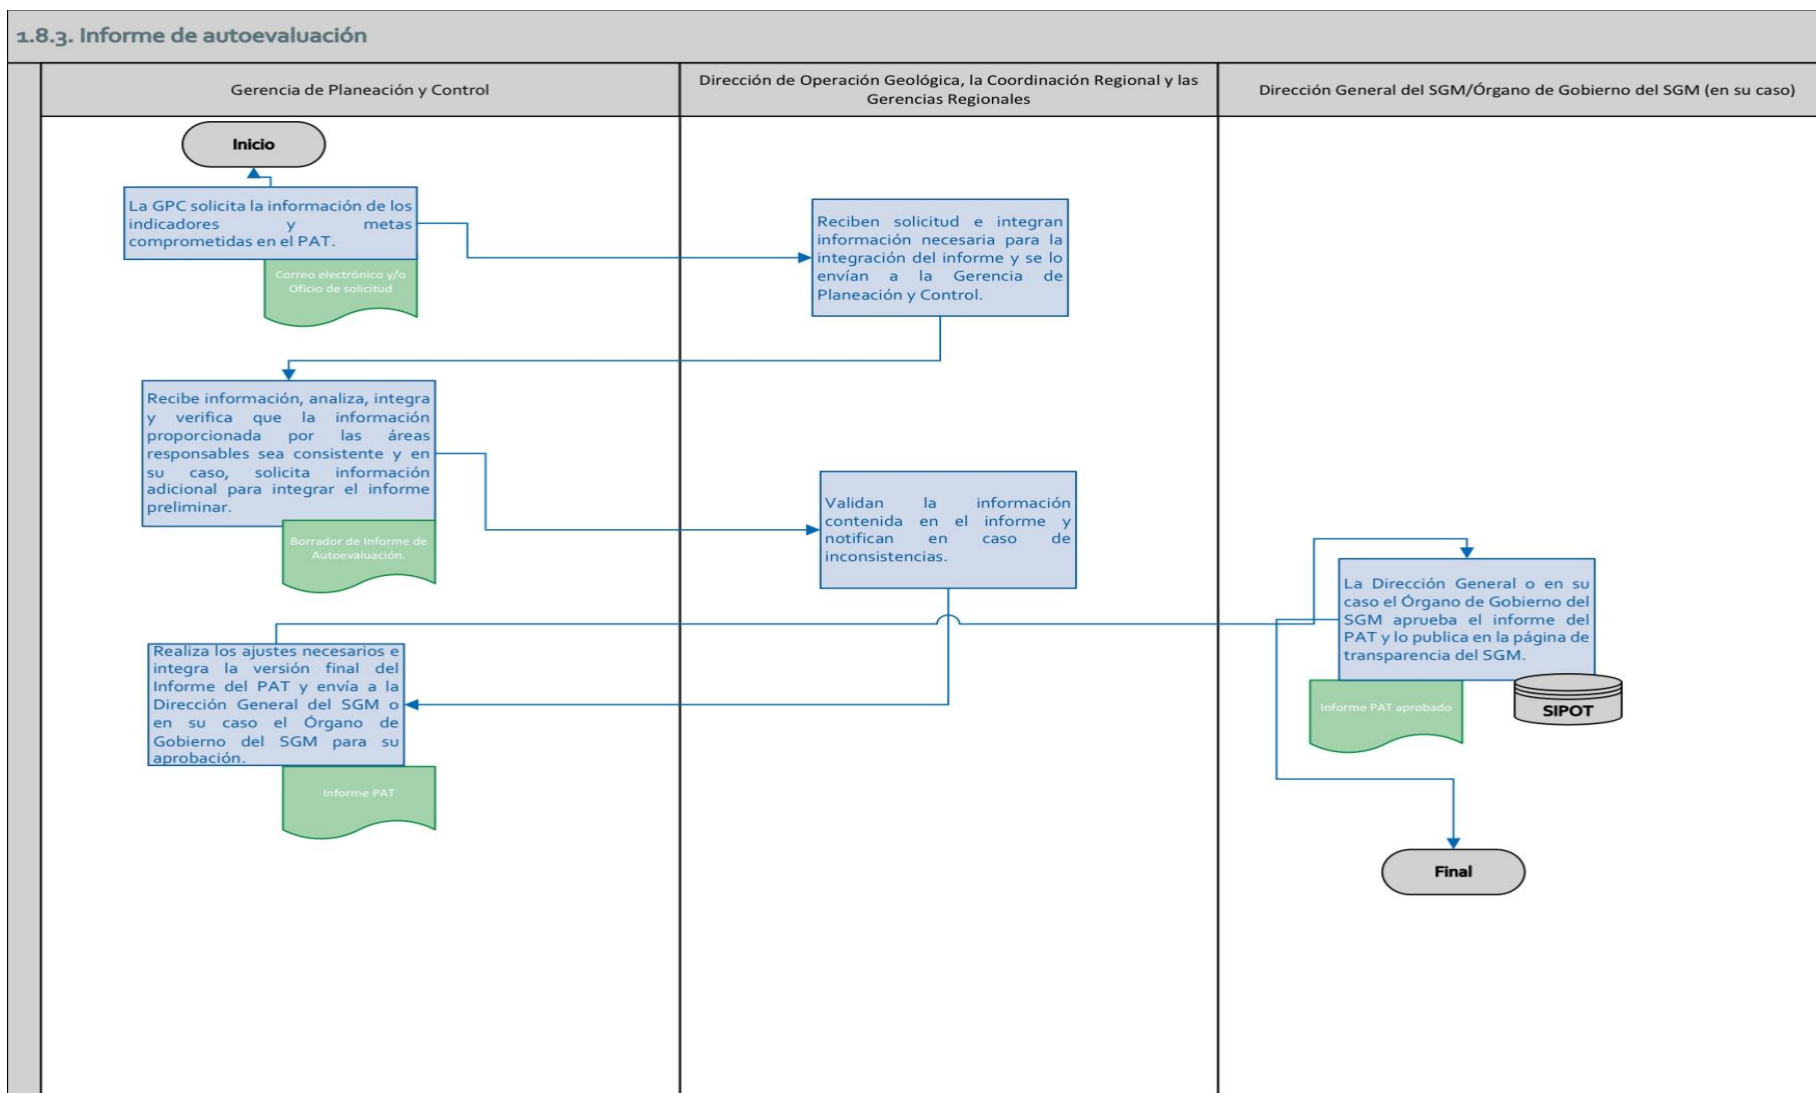 1.8.3. Informe de autoevaluación
Gerencia de Planeación y Control
Dirección de Operación Geológica, la Coordinación Regional y las
Gerencias Regionales
Dirección General del SGM/Órgano de Gobierno del SGM (en su caso)
Inicio
La GPC solicita la información de los
indicadores y metas
comprometidas en el PAT.
Correo electrónico y/o
Oficio de solicitud
Reciben solicitud e integran
información necesaria para la
integración del informe y se lo
envían a la Gerencia de
Planeación y Control.
Recibe información, analiza, integra
y verifica que la información
proporcionada por las áreas
responsables sea consistente y en
su caso, solicita información
adicional para integrar el informe
preliminar.
Borrador de Informe de
Autoevaluación.
Validan la información
contenida en el informe y
notifican en caso de
inconsistencias.
Realiza los ajustes necesarios e
integra la versión final del
Informe del PAT y envía a la
Dirección General del SGM o
en su caso el Órgano de
Gobierno del SGM para su
aprobación.
Informe PAT
La Dirección General o en su
caso el Órgano de Gobierno del
SGM aprueba el informe del
PAT y lo publica en la página de
transparencia del SGM.
Informe PAT aprobado
SIPOT
Final